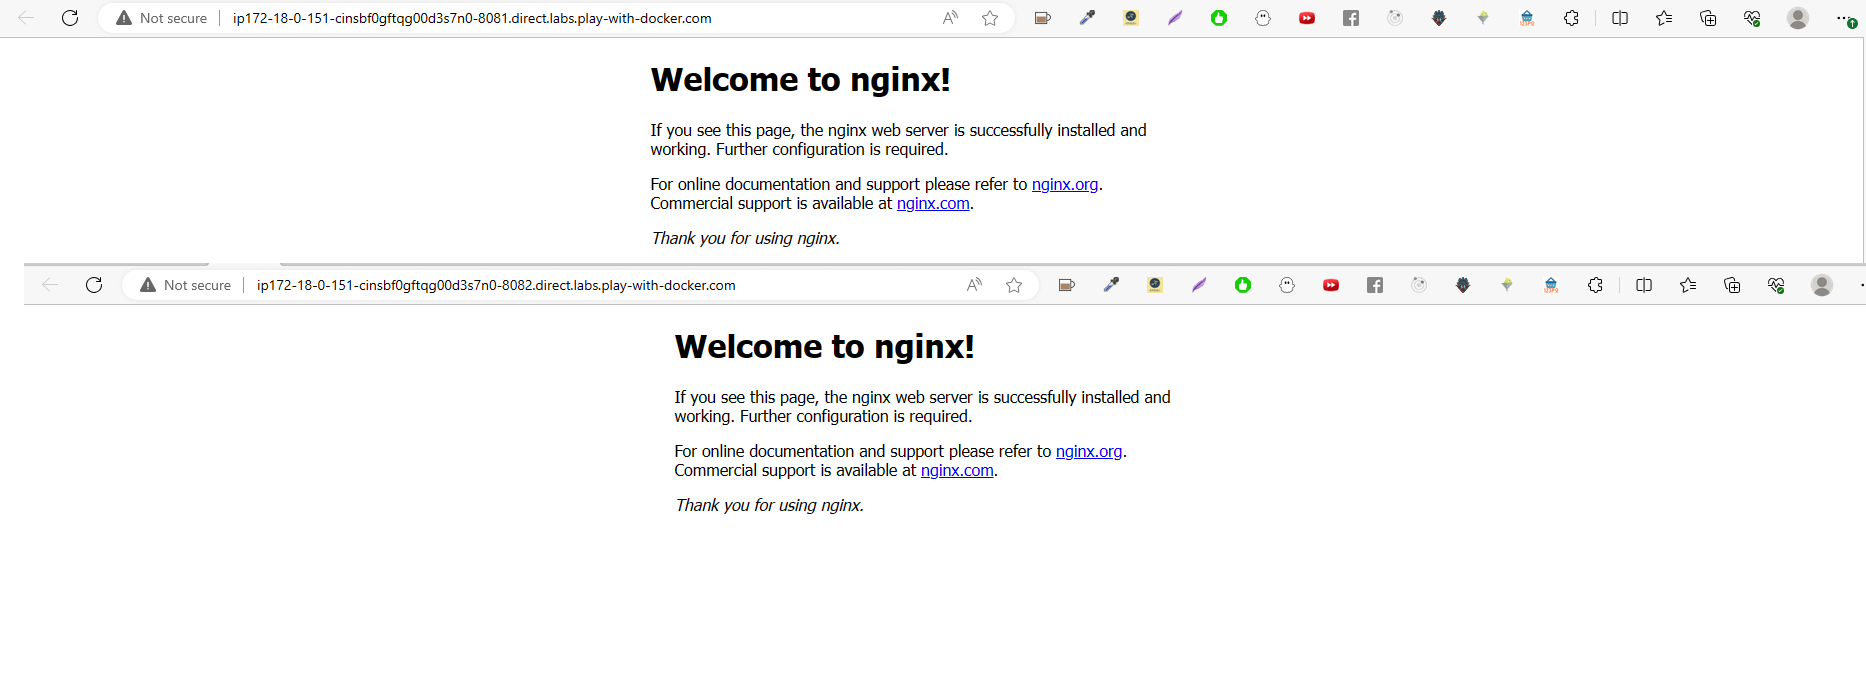 Not secure
ip172-18-0-151-cinsbf0gftqg00d3s7n0-8081.direct.labs.play-with-docker.com
Welcome to nginx!
If you see this page, the nginx web server is successfully installed and
working. Further configuration is required.
For online documentation and support please refer to nginx.org.
Commercial support is available at nginx.com.
Thank you for using nginx.
Not secure
ip172-18-0-151-cinsbf0gftqg00d3s7n0-8082.direct.labs.play-with-docker.com
Welcome to nginx!
If you see this page, the nginx web server is successfully installed and
working. Further configuration is required.
For online documentation and support please refer to nginx.org.
Commercial support is available at nginx.com.
Thank you for using nginx.